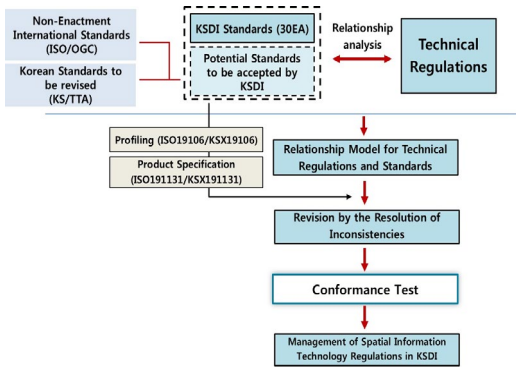 Non-Enactment
International Standards
(ISO/OGC)
Korean Standards to
be revised
(KS/TTA)
KSDI Standards (30EA)
Potential Standards
to be accepted by
KSDI
Relationship
analysis
Technical
Regulations
Profiling (ISO19106/KSX19106)
Product Specification
(ISO191131/KSX191131)
Relationship Model for Technical
Regulations and Standards
Revision by the Resolution of
Inconsistencies
Conformance Test
Management of Spatial Information
Technology Regulations in KSDI